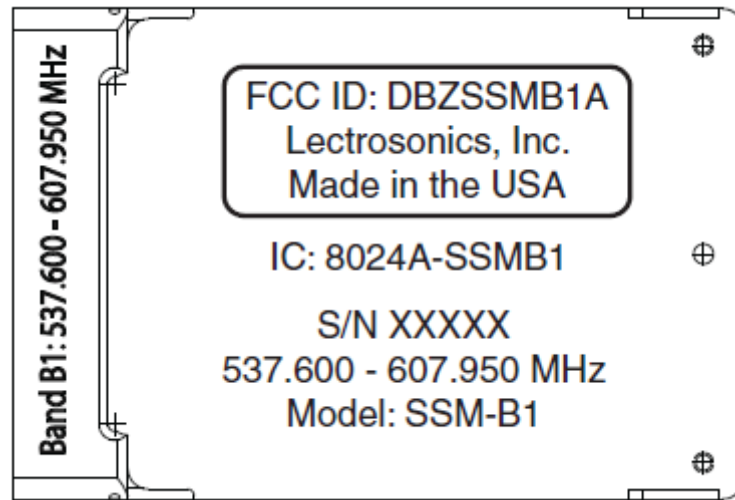 Band B1: 537.600 - 607.950 MHz
FCC ID: DBZSSMB1A
Lectrosonics, Inc.
Made in the USA
IC: 8024A-SSMB1
S/N XXXXX
537.600 - 607.950 MHz
Model: SSM-B1